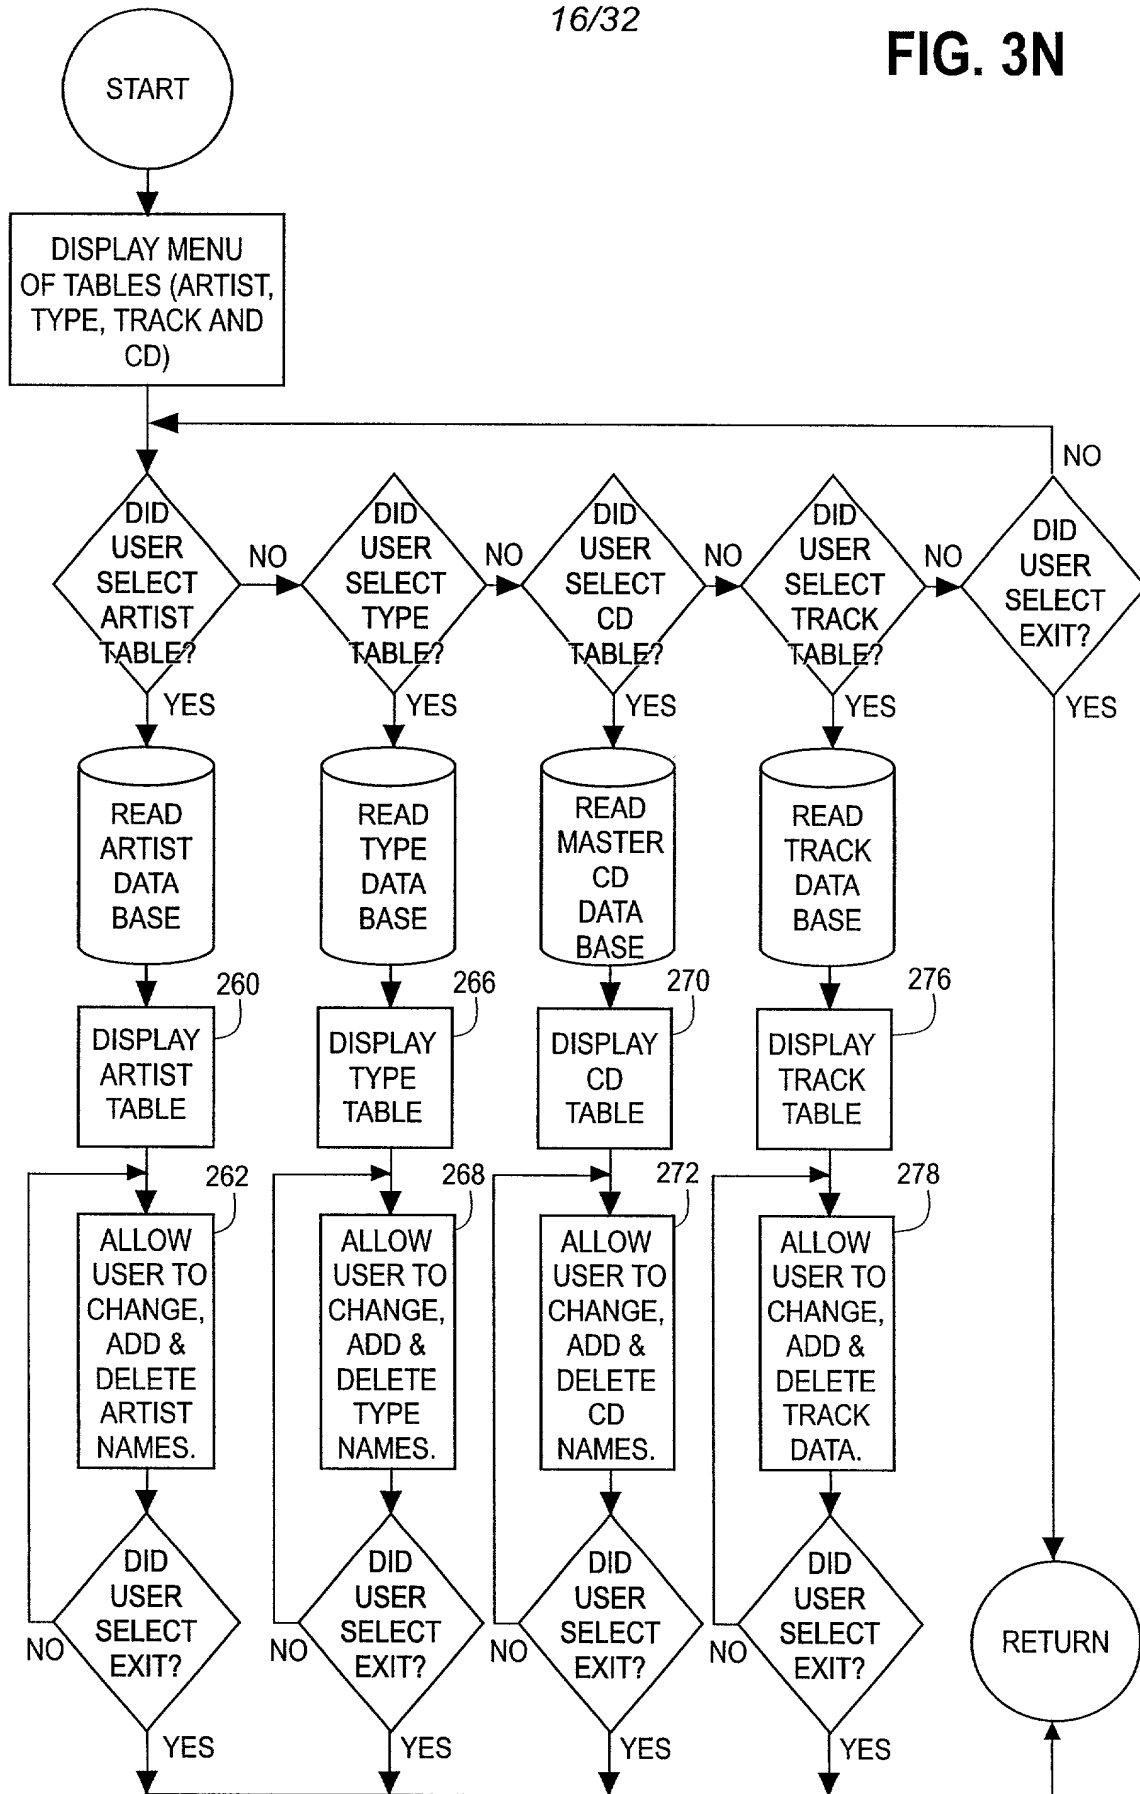 16/32
FIG. 3N
START
DISPLAY MENU
OF TABLES (ARTIST,
TYPE, TRACK AND
CD)
DID
USER
SELECT
ARTIST
TABLE?
NO
YES
DID
USER
SELECT
TYPE
TABLE?
NO
YES
DID
USER
SELECT
CD
TABLE?
NO
YES
DID
USER
SELECT
TRACK
TABLE?
NO
YES
DID
USER
SELECT
EXIT?
NO
YES
READ
ARTIST
DATA
BASE
READ
TYPE
DATA
BASE
READ
MASTER
CD
DATA
BASE
READ
TRACK
DATA
BASE
260
DISPLAY
ARTIST
TABLE
266
DISPLAY
TYPE
TABLE
270
DISPLAY
CD
TABLE
276
DISPLAY
TRACK
TABLE
262
ALLOW
USER TO
CHANGE,
ADD &
DELETE
ARTIST
NAMES.
268
ALLOW
USER TO
CHANGE,
ADD &
DELETE
TYPE
NAMES.
272
ALLOW
USER TO
CHANGE,
ADD &
DELETE
CD
NAMES.
278
ALLOW
USER TO
CHANGE,
ADD &
DELETE
TRACK
DATA.
DID
USER
SELECT
EXIT?
NO
YES
DID
USER
SELECT
EXIT?
NO
YES
DID
USER
SELECT
EXIT?
NO
YES
DID
USER
SELECT
EXIT?
NO
YES
RETURN